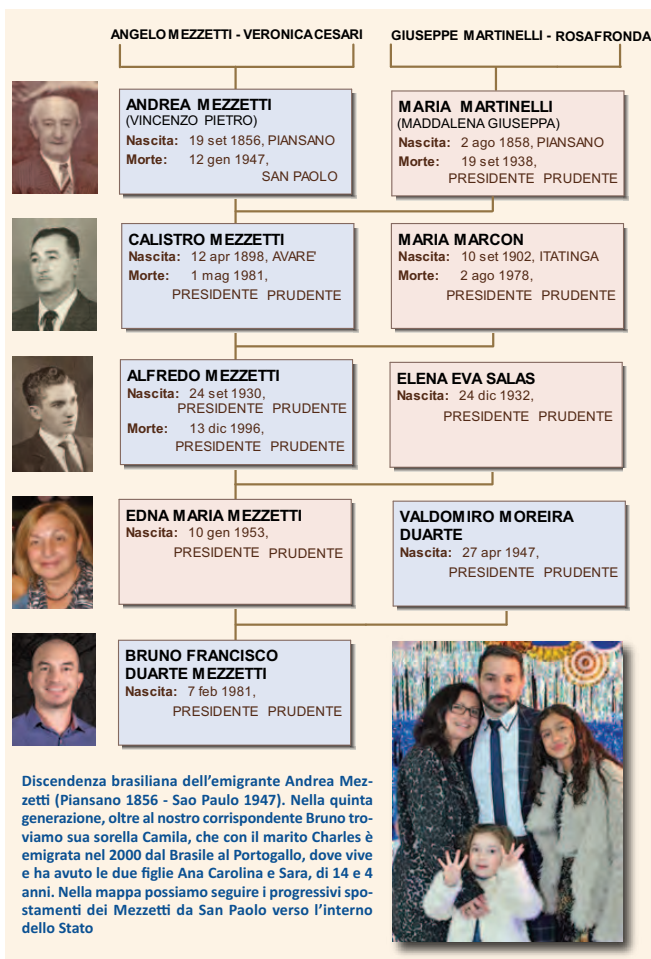 ANGELO MEZZETTI - VERONICA CESARI
GIUSEPPE MARTINELLI - ROSA FRONDA
ANDREA MEZZETTI
(VINCENZO PIETRO)
Nascita: 19 set 1856, PIANSANO
Morte: 12 gen 1947,
SAN PAOLO
MARIA MARTINELLI
(MADDALENA GIUSEPPA)
Nascita: 2 ago 1858, PIANSANO
Morte: 19 set 1938,
PRESIDENTE PRUDENTE
CALISTRO MEZZETTI
Nascita: 12 apr 1898, AVARE'
Morte: 1 mag 1981,
PRESIDENTE PRUDENTE
MARIA MARCON
Nascita: 10 set 1902, ITATINGA
Morte: 2 ago 1978,
PRESIDENTE PRUDENTE
ALFREDO MEZZETTI
Nascita: 24 set 1930,
PRESIDENTE PRUDENTE
Morte: 13 dic 1996,
PRESIDENTE PRUDENTE
ELENA EVA SALAS
Nascita: 24 dic 1932,
PRESIDENTE PRUDENTE
EDNA MARIA MEZZETTI
Nascita: 10 gen 1953,
PRESIDENTE PRUDENTE
VALDOMIRO MOREIRA
DUARTE
Nascita: 27 apr 1947,
PRESIDENTE PRUDENTE
BRUNO FRANCISCO
DUARTE MEZZETTI
Nascita: 7 feb 1981,
PRESIDENTE PRUDENTE
Discendenza brasiliana dell'emigrante Andrea Mez-
zetti (Piansano 1856 - Sao Paulo 1947). Nella quinta
generazione, oltre al nostro corrispondente Bruno tro-
viamo sua sorella Camila, che con il marito Charles è
emigrata nel 2000 dal Brasile al Portogallo, dove vive
e ha avuto le due figlie Ana Carolina e Sara, di 14 e 4
anni. Nella mappa possiamo seguire i progressivi spo-
stamenti dei Mezzetti da San Paolo verso l'interno
dello Stato